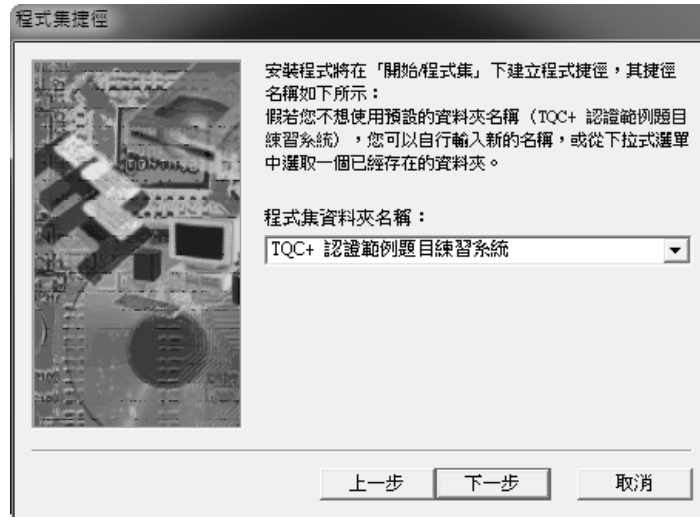 程式集捷徑
安裝程式將在「開始/程式集」下建立程式捷徑，其捷徑
名稱如下所示：
假若您不想使用預設的資料夾名稱（TQC+ 認證範例題目
練習系統），您可以自行輸入新的名稱，或從下拉式選單
中選取一個已經存在的資料夾。
程式集資料夾名稱：
TQC+ 認證範例題目練習系統
上一步 下一步 取消